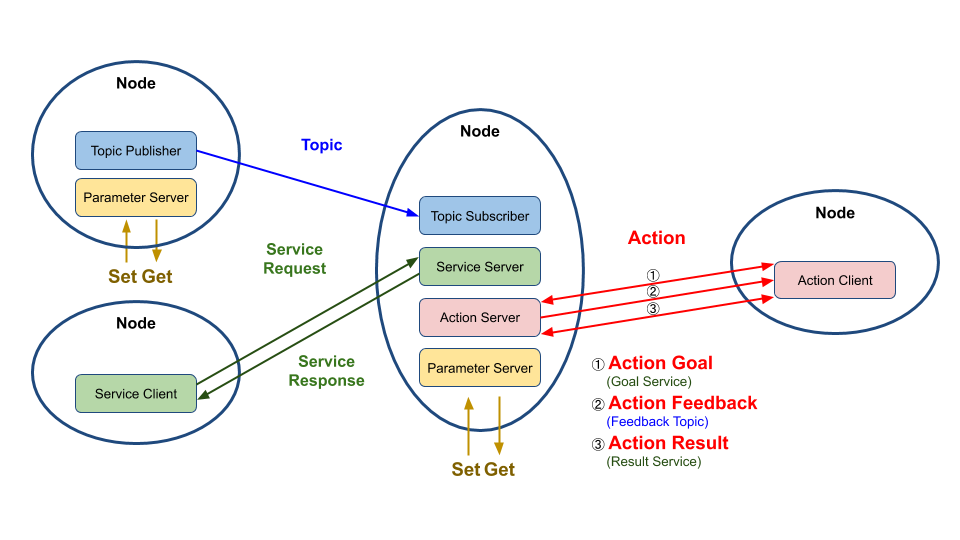 Node
Topic Publisher
Parameter Server
Set Get
Node
Service Client
Topic
Service
Request
Service
Response
Node
Topic Subscriber
Service Server
Action Server
Parameter Server
Set Get
Action
①
②
③
Node
Action Client
① Action Goal
(Goal Service)
② Action Feedback
(Feedback Topic)
③ Action Result
(Result Service)